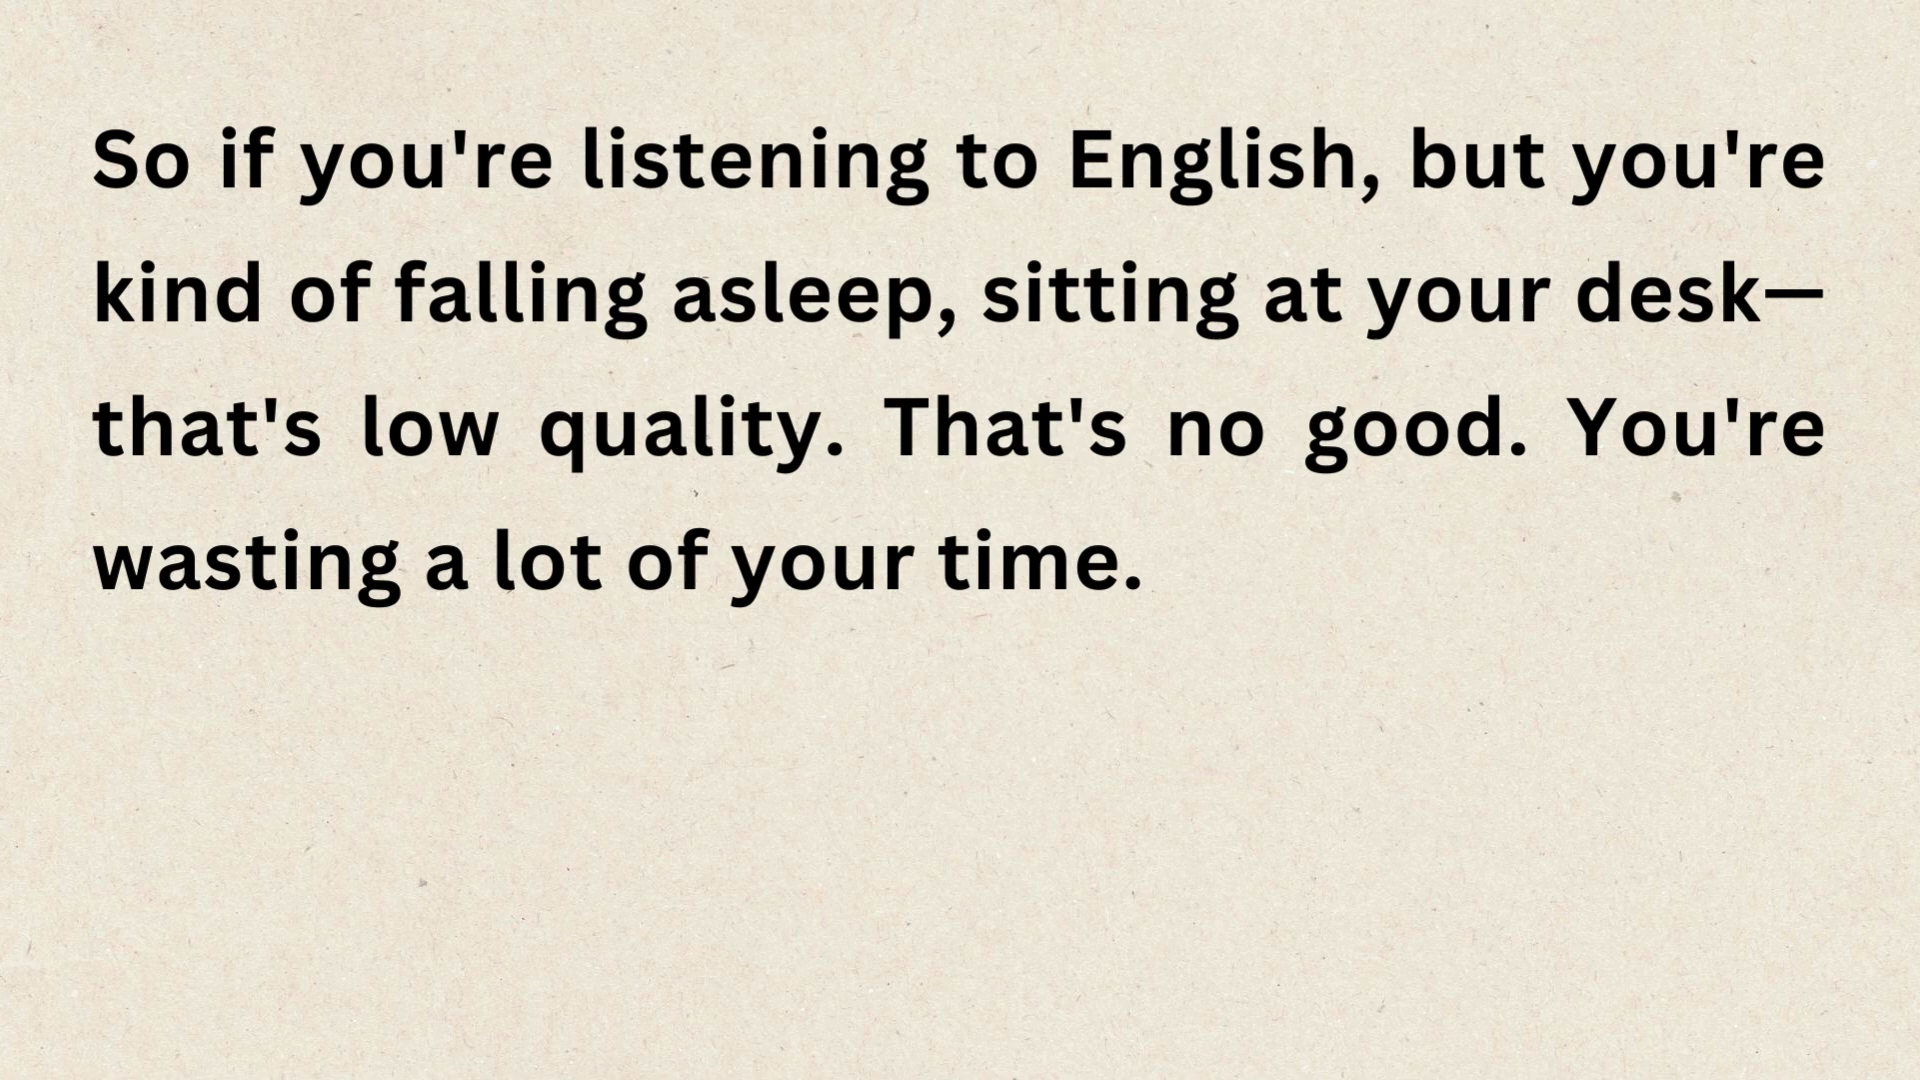 So if you're listening to English, but you're
kind of falling asleep, sitting at your desk—
that's low quality. That's no good. You're
wasting a lot of your time.